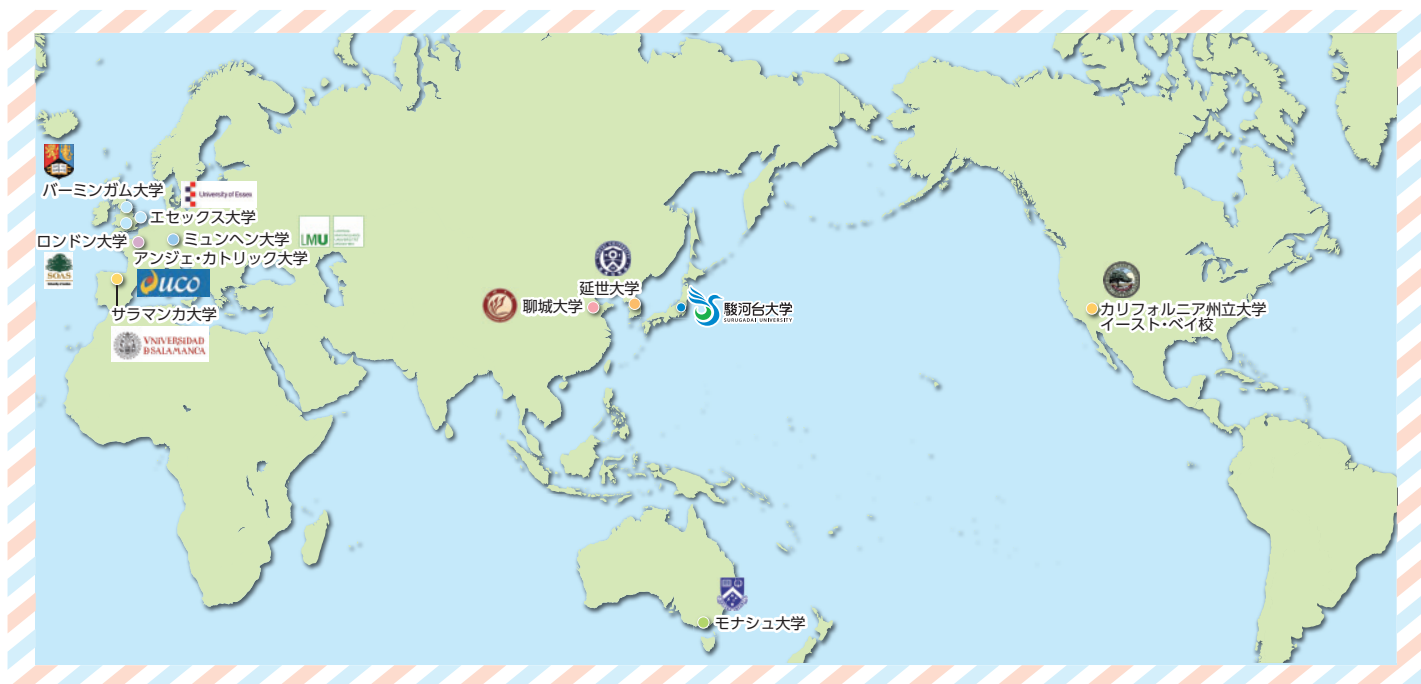 バーミンガム大学
University of Essex
エセックス大学
ロンドン大学
ミュンヘン大学
LMU
アンジェ・カトリック大学
SOAS
uco
サラマンカ大学
VNIVERSIDAD
D SALAMANCA
延世大学
聊城大学
駿河台大学
SURUGADAI UNIVERSITY
カリフォルニア州立大学
イースト・ベイ校
モナシュ大学